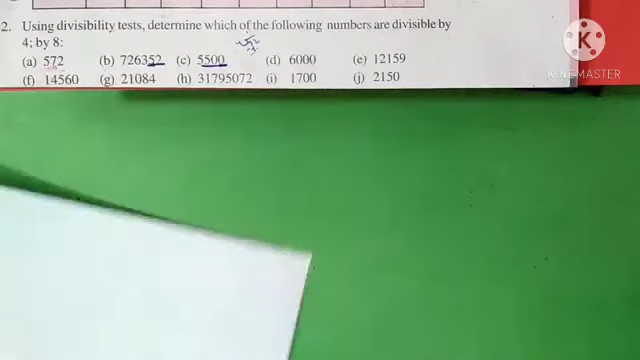 2. Using divisibility tests, determine which of the following numbers are divisible by
4; by 8:
(a) 572 (b) 726352 (c) 5500 (d) 6000 (e) 12159
(f) 14560 (g) 21084 (h) 31795072 (i) 1700 (j) 2150
KINEMASTER